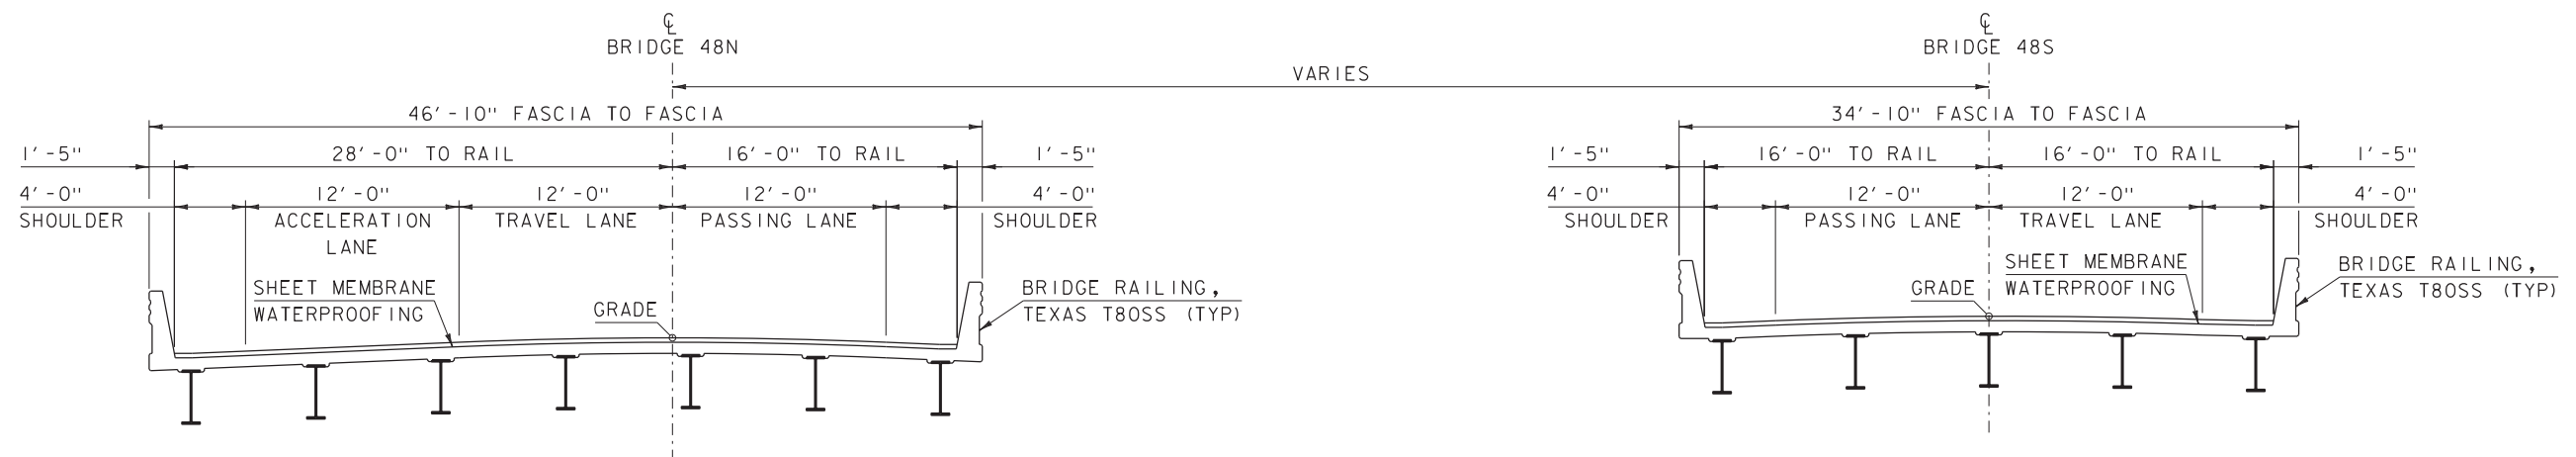 ℄
BRIDGE 48N
℄
BRIDGE 48S
VARIES
46'-10" FASCIA TO FASCIA
34'-10" FASCIA TO FASCIA
1'-5"
28'-0" TO RAIL
16'-0" TO RAIL
1'-5"
1'-5"
16'-0" TO RAIL
16'-0" TO RAIL
1'-5"
4'-0"
SHOULDER
12'-0"
ACCELERATION
LANE
12'-0"
TRAVEL LANE
12'-0"
PASSING LANE
4'-0"
SHOULDER
4'-0"
SHOULDER
12'-0"
PASSING LANE
12'-0"
TRAVEL LANE
4'-0"
SHOULDER
SHEET MEMBRANE
WATERPROOFING
GRADE
BRIDGE RAILING,
TEXAS T80SS (TYP)
GRADE
SHEET MEMBRANE
WATERPROOFING
BRIDGE RAILING,
TEXAS T80SS (TYP)